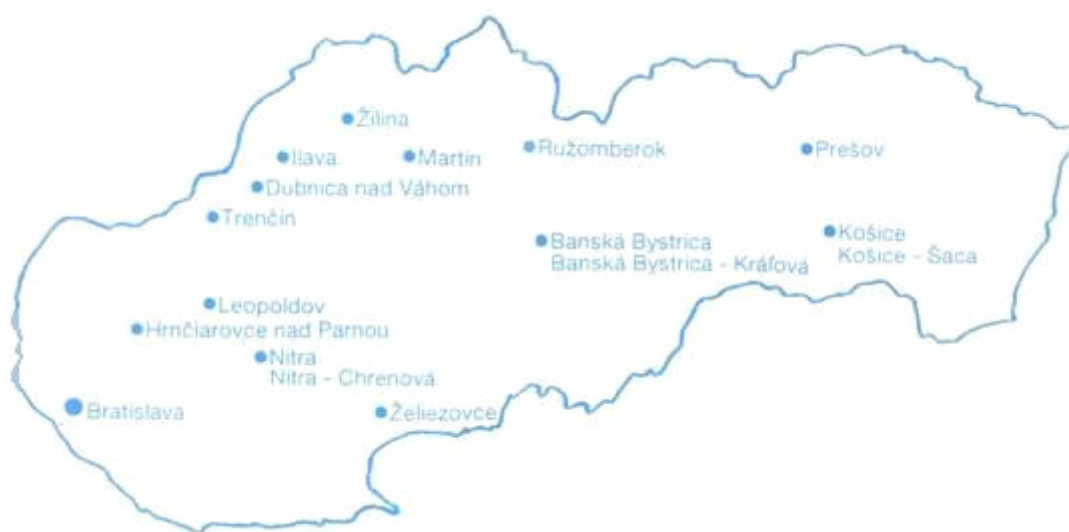 Žilina
Ilava
Martin
Ružomberok
Prešov
Dubnica nad Váhom
Trenčín
Banská Bystrica
Banská Bystrica - Kráľová
Košice
Košice - Šaca
Leopoldov
Hrnčiarovce nad Parnou
Nitra
Nitra - Chrenová
Bratislava
Želiezovce